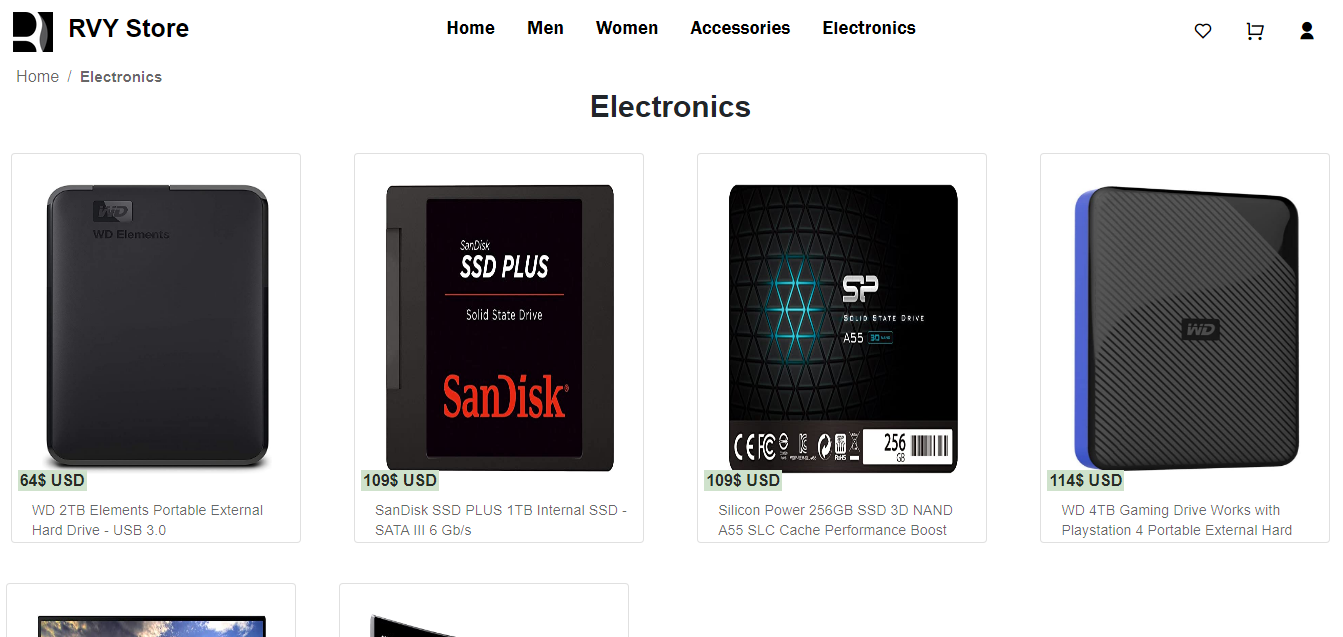 RVY Store
Home Men Women Accessories Electronics
Home / Electronics
Electronics
WD
WD Elements
SanDisk
SSD PLUS
Solid State Drive
SanDisk®
SP
SOLID STATE DRIVE
A55 3D NAND
256
GB
WD
64$ USD
WD 2TB Elements Portable External
Hard Drive - USB 3.0
109$ USD
SanDisk SSD PLUS 1TB Internal SSD -
SATA III 6 Gb/s
109$ USD
Silicon Power 256GB SSD 3D NAND
A55 SLC Cache Performance Boost
114$ USD
WD 4TB Gaming Drive Works with
Playstation 4 Portable External Hard